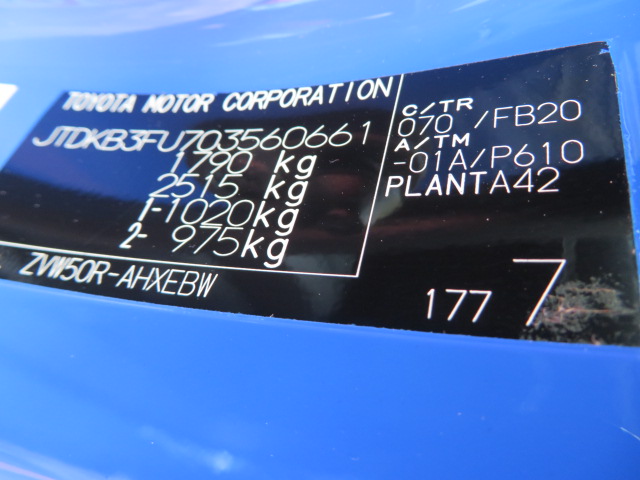 TOYOTA MOTOR CORPORATION
JTDKB3FU703560661
1790 kg
2515 kg
1-1020kg
2- 975kg
ZVW50R-AHXEBW
C/TR
070 /FB20
A/TM
-01A/P610
PLANTA42
177 7